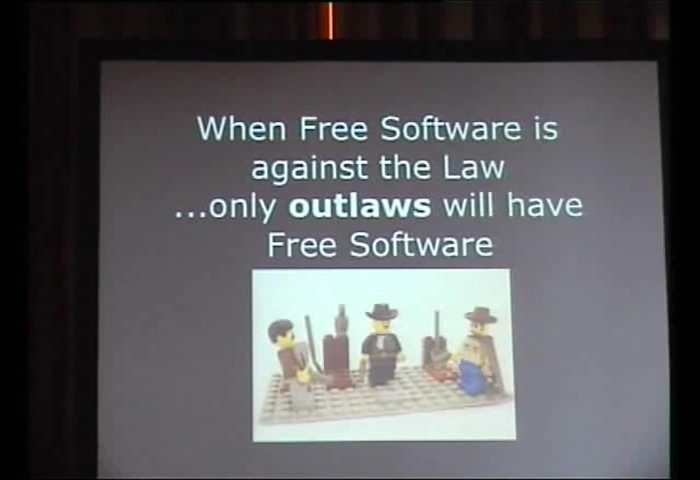 When Free Software is
against the Law
...only outlaws will have
Free Software